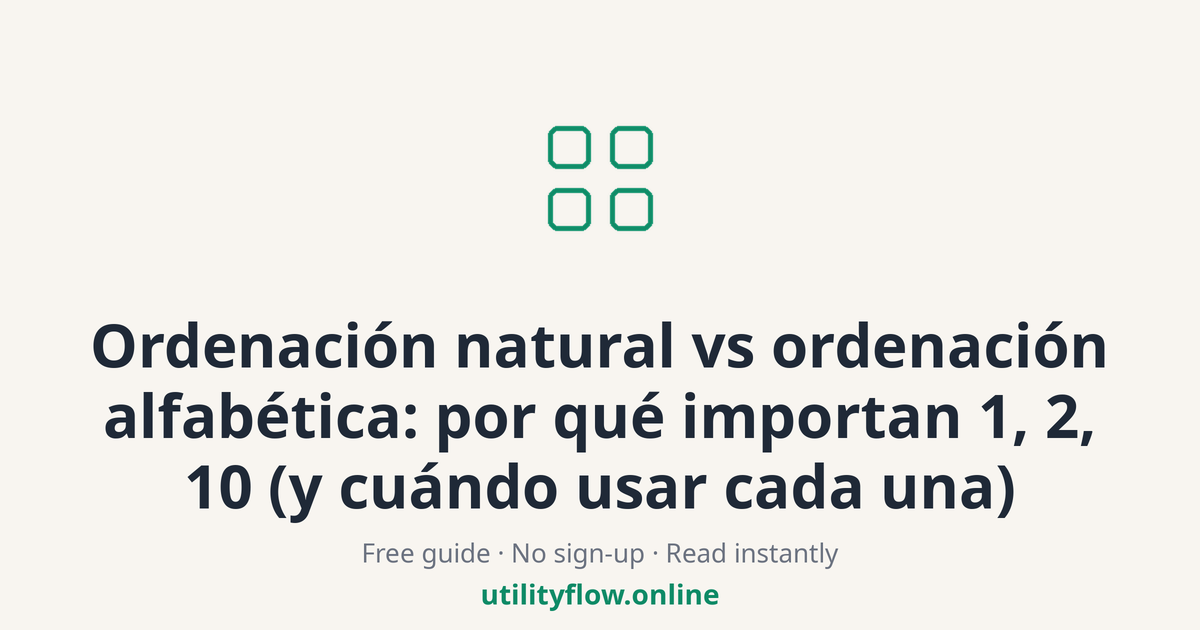 Ordenación natural vs ordenación
alfabética: por qué importan 1, 2,
10 (y cuándo usar cada una)
Free guide · No sign-up · Read instantly
utilityflow.online